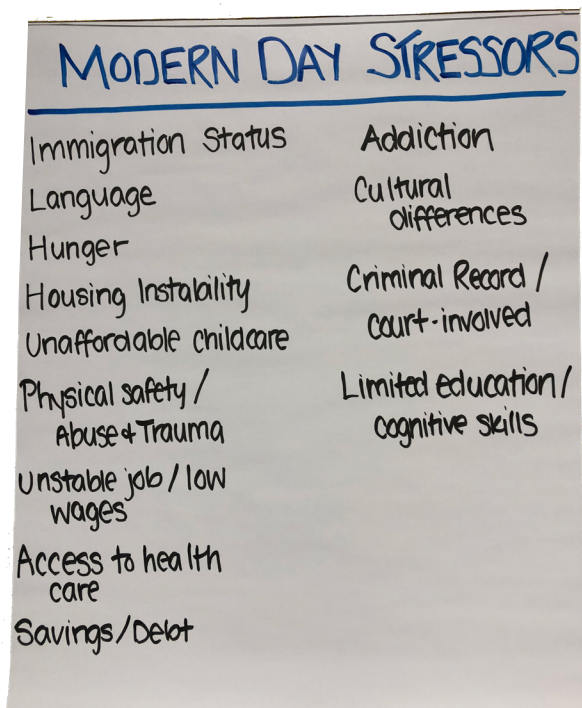 MODERN DAY STRESSORS
Immigration Status
Language
Hunger
Housing Instability
Unaffordable childcare
Physical safety /
Abuse & Trauma
Unstable job / low
wages
Access to health
care
Savings/Debt
Addiction
Cultural
differences
Criminal Record /
court-involved
Limited education /
cognitive skills